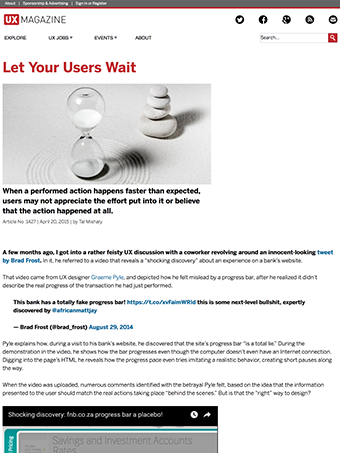 About | Sponsorship & Advertising | Sign in or Register
UX MAGAZINE
EXPLORE UX JOBS EVENTS ABOUT Search...
Let Your Users Wait
When a performed action happens faster than expected,
users may not appreciate the effort put into it or believe
that the action happened at all.
Article No. 1427 | April 20, 2015 | by Tal Mishaly
A few months ago, I got into a rather feisty UX discussion with a coworker revolving around an innocent-looking tweet
by Brad Frost. In it, he referred to a video that reveals a "shocking discovery" about an experience on a bank's website.
That video came from UX designer Graeme Pyle, and depicted how he felt mislead by a progress bar, after he realized it didn't
describe the real progress of the transaction he had just performed.
This bank has a totally fake progress bar! https://t.co/xvFaimWRid this is some next-level bullshit, expertly
discovered by @africanmattjay
— Brad Frost (@brad_frost) August 29, 2014
Pyle explains how, during a visit to his bank's website, he discovered that the site's progress bar "is a total lie." During the
demonstration in the video, he shows how the bar progresses even though the computer doesn't even have an Internet connection.
Digging into the page's HTML he reveals how the progress pace even tries imitating a realistic behavior, creating short pauses along
the way.
When the video was uploaded, numerous comments identified with the betrayal Pyle felt, based on the idea that the information
presented to the user should match the real actions taking place "behind the scenes." But is that the "right" way to design?
Shocking discovery: fnb.co.za progress bar a placebo!
Pricing
Savings and Investment Accounts
Rates